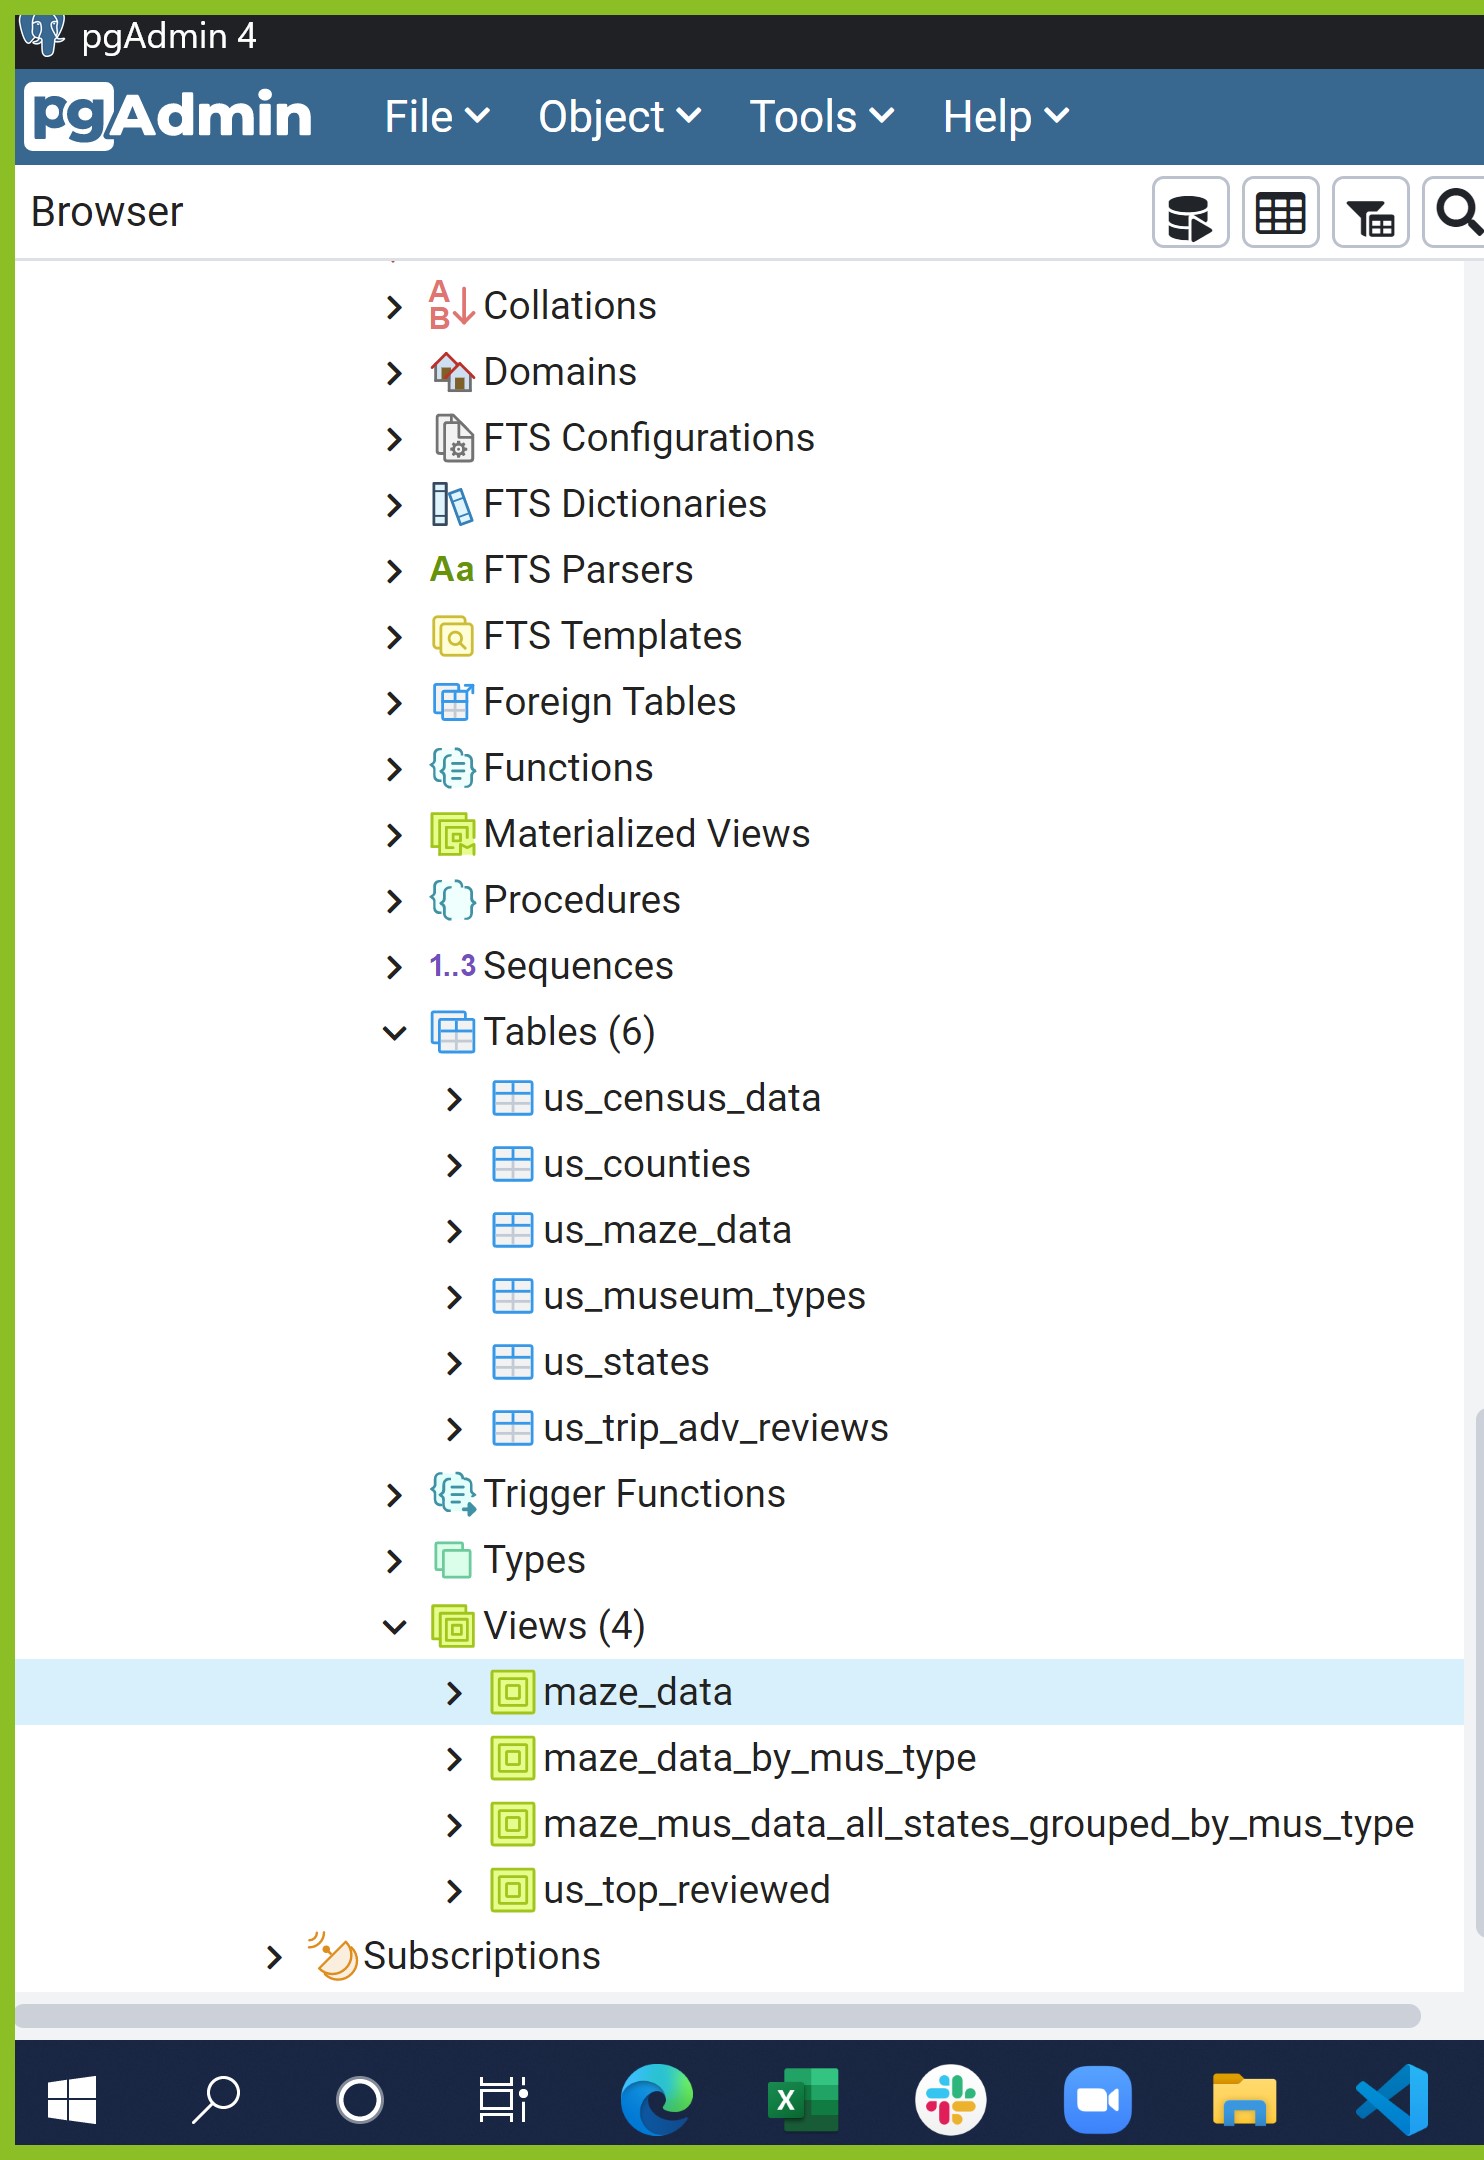 pgAdmin 4
pgAdmin File Object Tools Help
Browser
A B Collations
Domains
FTS Configurations
FTS Dictionaries
Aa FTS Parsers
FTS Templates
Foreign Tables
Functions
Materialized Views
Procedures
1..3 Sequences
Tables (6)
us_census_data
us_counties
us_maze_data
us_museum_types
us_states
us_trip_adv_reviews
Trigger Functions
Types
Views (4)
maze_data
maze_data_by_mus_type
maze_mus_data_all_states_grouped_by_mus_type
us_top_reviewed
Subscriptions
X